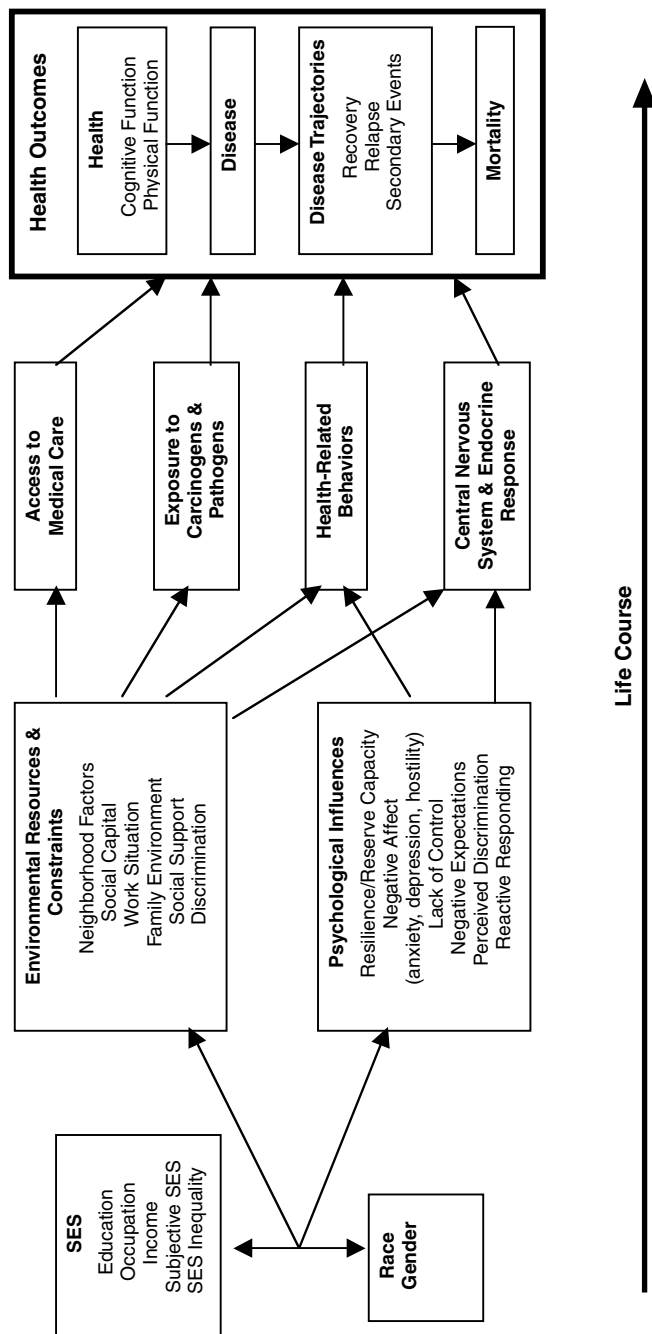 SES
Education
Occupation
Income
Subjective SES
SES Inequality
Race
Gender
Environmental Resources &
Constraints
Neighborhood Factors
Social Capital
Work Situation
Family Environment
Social Support
Discrimination
Psychological Influences
Resilience/Reserve Capacity
Negative Affect
(anxiety, depression, hostility)
Lack of Control
Negative Expectations
Perceived Discrimination
Reactive Responding
Access to
Medical Care
Exposure to
Carcinogens &
Pathogens
Health-Related
Behaviors
Central Nervous
System & Endocrine
Response
Health Outcomes
Health
Cognitive Function
Physical Function
Disease
Disease Trajectories
Recovery
Relapse
Secondary Events
Mortality
Life Course